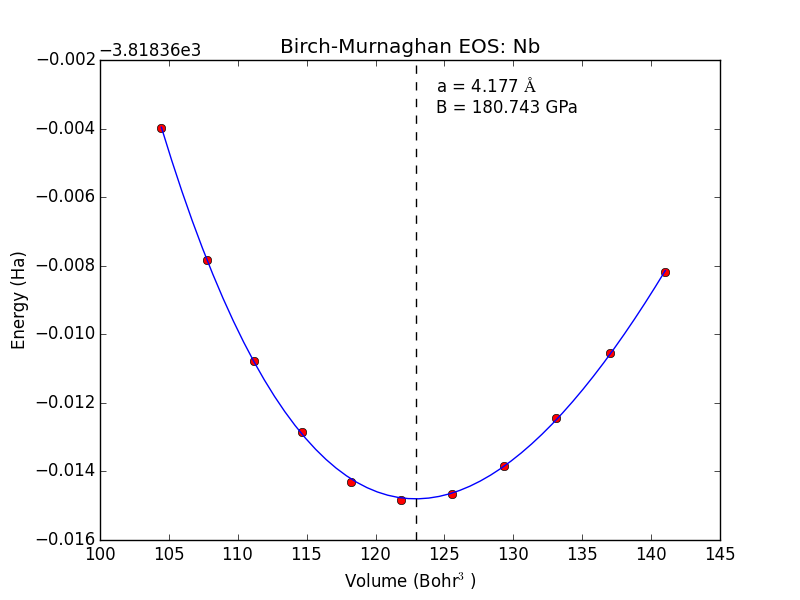 −3.81836e3
Birch-Murnaghan EOS: Nb
a = 4.177 Å
B = 180.743 GPa
−0.002
−0.004
−0.006
−0.008
−0.010
−0.012
−0.014
−0.016
Energy (Ha)
100 105 110 115 120 125 130 135 140 145
Volume (Bohr³ )